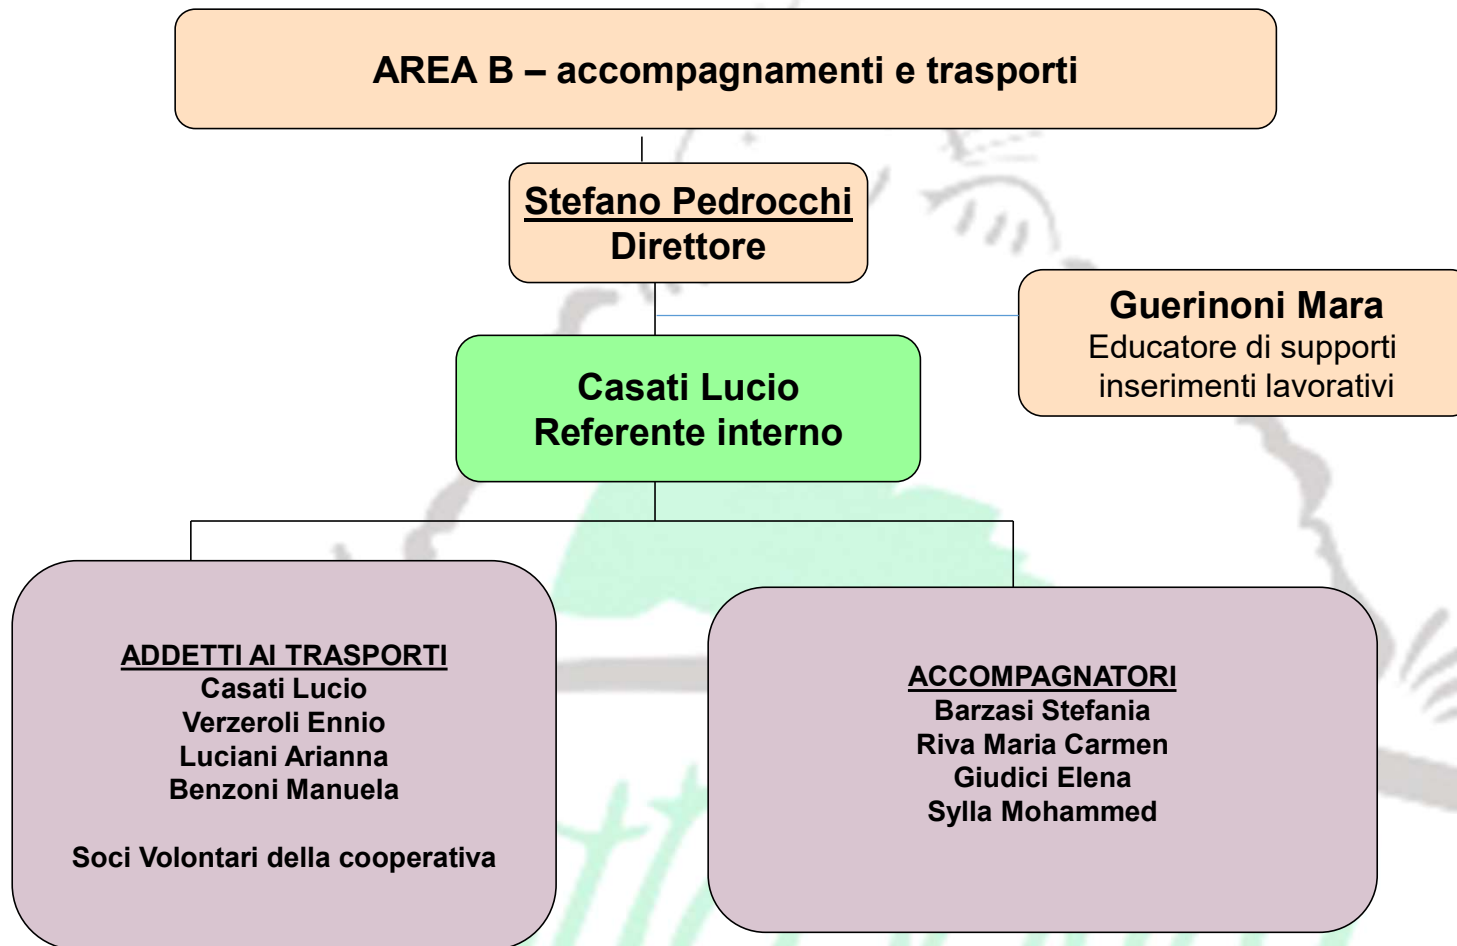 AREA B – accompagnamenti e trasporti
Stefano Pedrocchi
Direttore
Guerinoni Mara
Educatore di supporti
inserimenti lavorativi
Casati Lucio
Referente interno
ADDETTI AI TRASPORTI
Casati Lucio
Verzeroli Ennio
Luciani Arianna
Benzoni Manuela
Soci Volontari della cooperativa
ACCOMPAGNATORI
Barzasi Stefania
Riva Maria Carmen
Giudici Elena
Sylla Mohammed